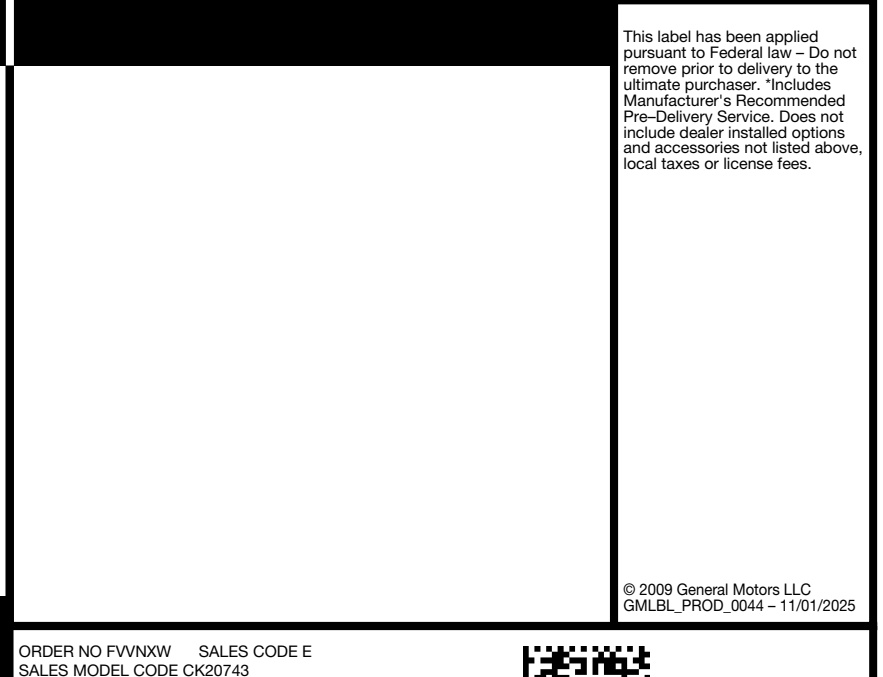 This label has been applied
pursuant to Federal law – Do not
remove prior to delivery to the
ultimate purchaser. *Includes
Manufacturer's Recommended
Pre–Delivery Service. Does not
include dealer installed options
and accessories not listed above,
local taxes or license fees.
© 2009 General Motors LLC
GMLBL_PROD_0044 – 11/01/2025
ORDER NO FVVNXW SALES CODE E
SALES MODEL CODE CK20743